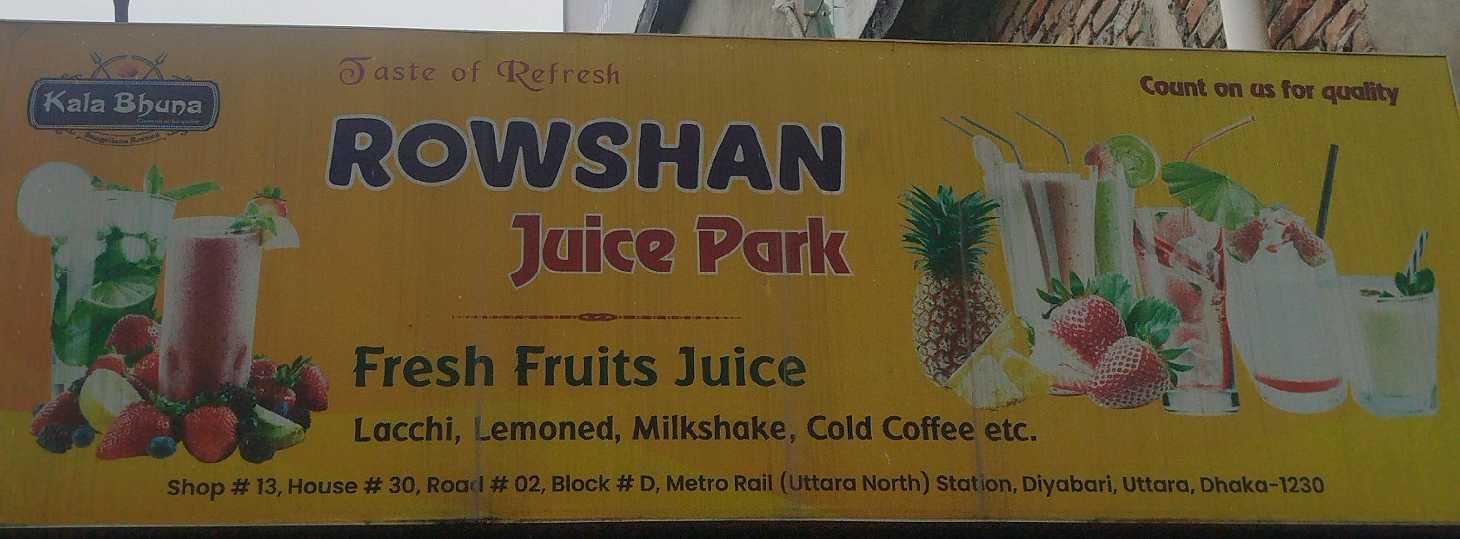 Kala Bhuna
Taste of Refresh
Count on us for quality
ROWSHAN
Juice Park
Fresh Fruits Juice
Lacchi, Lemoned, Milkshake, Cold Coffee etc.
Shop # 13, House # 30, Road # 02, Block # D, Metro Rail (Uttara North) Station, Diyabari, Uttara, Dhaka-1230